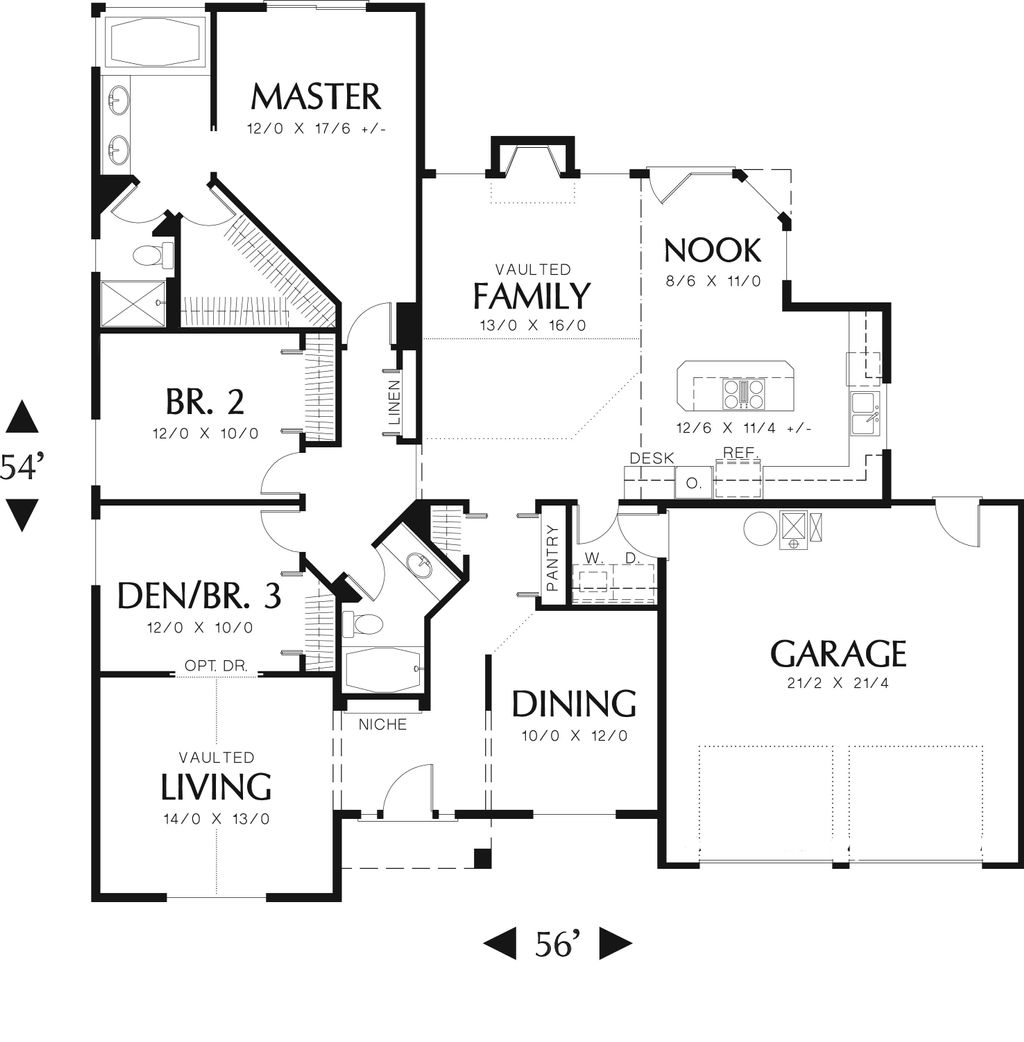 MASTER
12/0 X 17/6 +/-
NOOK
8/6 X 11/0
VAULTED
FAMILY
13/0 X 16/0
BR. 2
12/0 X 10/0
LINEN
12/6 X 11/4 +/-
DESK
REF.
O.
54'
PANTRY
W. D.
DEN/BR. 3
12/0 X 10/0
OPT. DR.
GARAGE
21/2 X 21/4
DINING
10/0 X 12/0
NICHE
VAULTED
LIVING
14/0 X 13/0
56'